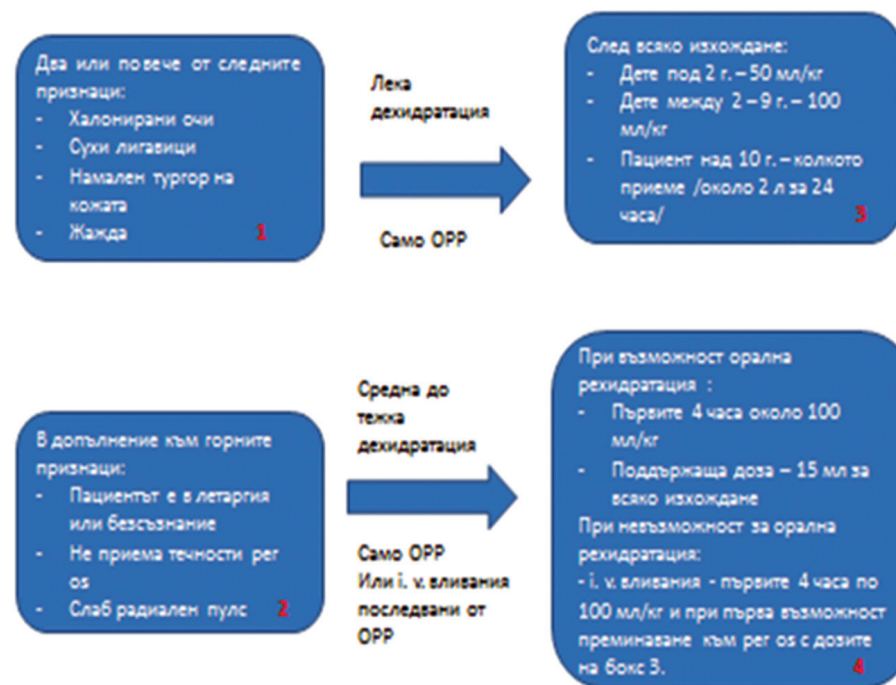 Два или повече от следните
признаци:
- Халонирани очи
- Сухи лигавици
- Намален тургор на
кожата
- Жажда 1
Лека
дехидратация
Само ОРР
След всяко изхождане:
- Дете под 2 г. – 50 мл/кг
- Дете между 2 – 9 г. – 100
мл/кг
- Пациент над 10 г. – колкото
приеме /около 2 л за 24
часа/ 3
В допълнение към горните
признаци:
- Пациентът е в летаргия
или безсъзнание
- Не приема течности per
os
- Слаб радиален пулс 2
Средна до
тежка
дехидратация
Само ОРР
Или i. v. вливания
последвани от
ОРР
При възможност орална
рехидратация :
- Първите 4 часа около 100
мл/кг
- Поддържаща доза – 15 мл за
всяко изхождане
При невъзможност за орална
рехидратация:
- i. v. вливания - първите 4 часа по
100 мл/кг и при първа възможност
преминаване към per os с дозите
на бокс 3. 4